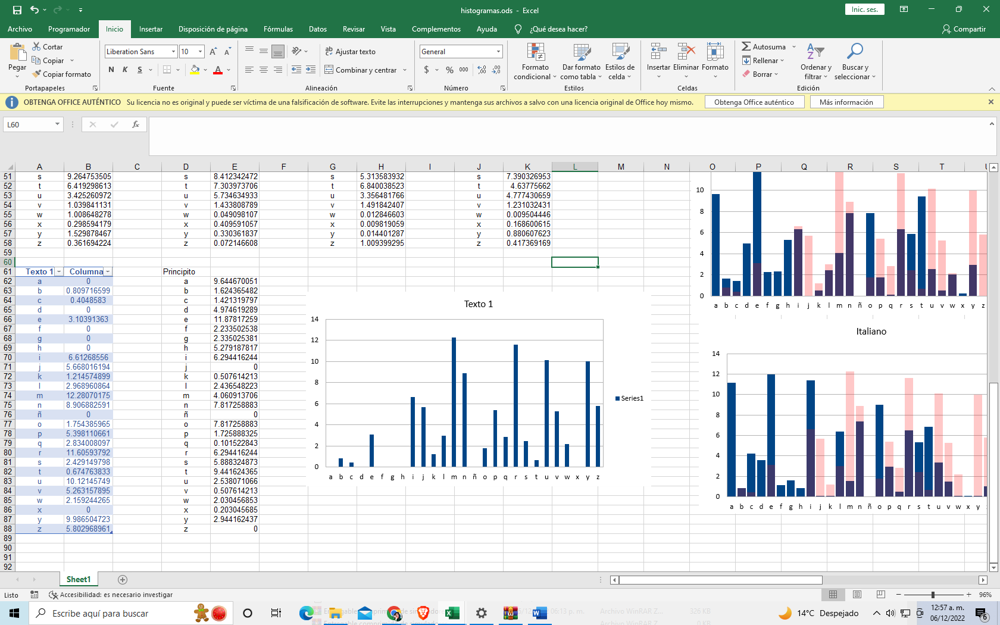 histogramas.ods - Excel
Inic. ses.
Archivo Programador Inicio Insertar Disposición de página Fórmulas Datos Revisar Vista Complementos Ayuda ¿Qué desea hacer? Compartir
Pegar Cortar Copiar Copiar formato
Liberation Sans 10
N K S
Ajustar texto
Combinar y centrar
General
$ % 000
Formato condicional Dar formato como tabla Estilos de celda
Insertar Eliminar Formato
Autosuma Rellenar Borrar
Ordenar y filtrar Buscar y seleccionar
Portapapeles Fuente Alineación Número Estilos Celdas Edición
OBTENGA OFFICE AUTÉNTICO Su licencia no es original y puede ser víctima de una falsificación de software. Evite las interrupciones y mantenga sus archivos a salvo con una licencia original de Office hoy mismo. Obtenga Office auténtico Más información
L60 fx
A B C D E F G H I J K L M N O P Q R S T
51 s 9.264753505 s 8.412342472 s 5.313583932 s 7.390326953
52 t 6.419298613 t 7.303973706 t 6.840038523 t 4.63775662
53 u 3.425260972 u 5.734634933 u 3.356481766 u 4.777430659
54 v 1.039841131 v 1.433808789 v 1.491842407 v 1.231032431
55 w 1.008648278 w 0.049098107 w 0.012846603 w 0.009504446
56 x 0.298594179 x 0.409591057 x 0.009819059 x 0.168600615
57 y 1.529878467 y 0.330361837 y 0.014401287 y 0.880607623
58 z 0.361694224 z 0.072146608 z 1.009399295 z 0.417369169
59
60
61 Texto 1 Columna Principito
62 a 0 a 9.644670051
63 b 0.809716599 b 1.624365482
64 c 0.4048583 c 1.421319797
65 d 0 d 4.974619289
66 e 3.10391363 e 11.87817259
67 f 0 f 2.233502538
68 g 0 g 2.335025381
69 h 0 h 5.279187817
70 i 6.61268556 i 6.294416244
71 j 5.668016194 j 0
72 k 1.214574899 k 0.507614213
73 l 2.968960864 l 2.436548223
74 m 12.28070175 m 4.060913706
75 n 8.906882591 n 7.817258883
76 ñ 0 ñ 0
77 o 1.754385965 o 7.817258883
78 p 5.398110661 p 1.725888325
79 q 2.834008097 q 0.101522843
80 r 11.60593792 r 6.294416244
81 s 2.429149798 s 5.888324873
82 t 0.674763833 t 9.441624365
83 u 10.12145749 u 2.538071066
84 v 5.263157895 v 0.507614213
85 w 2.159244265 w 2.030456853
86 x 0 x 0.203045685
87 y 9.986504723 y 2.944162437
88 z 5.802968961 z 0
89
90
91
92
Texto 1
14
12
10
8
6
4
2
0
a b c d e f g h i j k l m n ñ o p q r s t u v w x y z
Series1
10
8
6
4
2
0
a b c d e f g h i j k l m n ñ o p q r s t u v w x y z
Italiano
14
12
10
8
6
4
2
0
a b c d e f g h i j k l m n ñ o p q r s t u v w x y
Sheet1
Listo Accesibilidad: es necesario investigar 96%
Escribe aquí para buscar
06:13 p. m. Archivo WinRAR Z... 326 KB
Archivo WinRAR Z... 0 KB
14°C Despejado
12:57 a. m.
06/12/2022
6